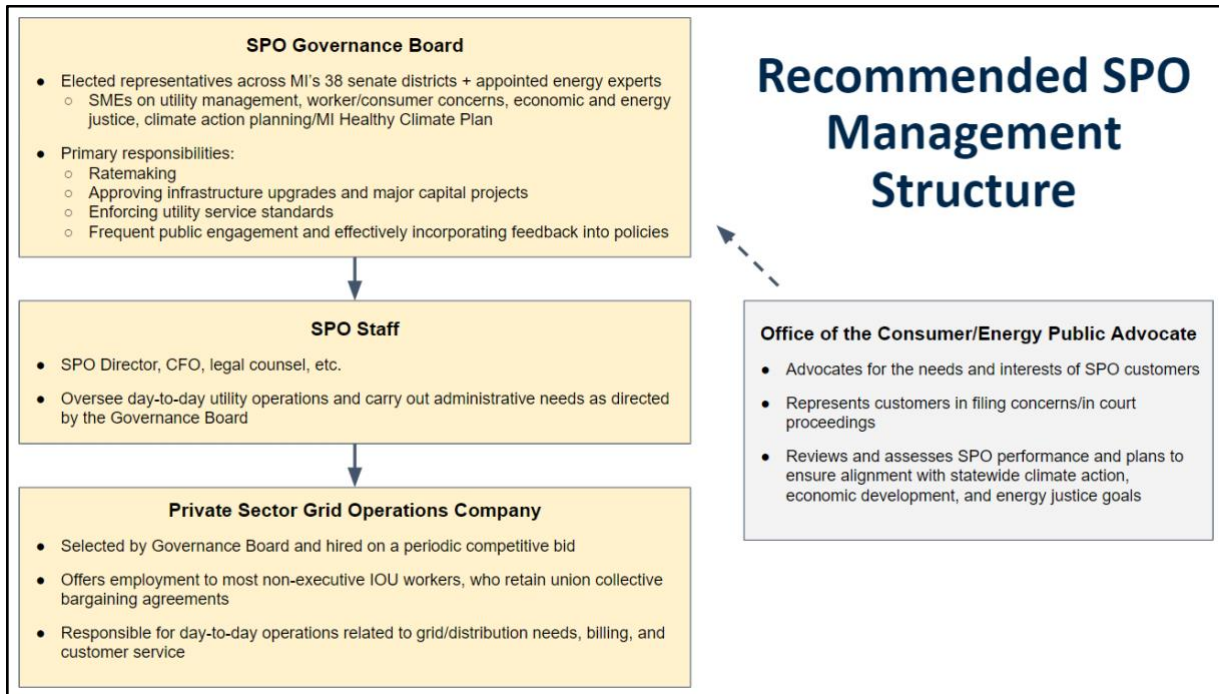 SPO Governance Board
● Elected representatives across MI's 38 senate districts + appointed energy experts
○ SMEs on utility management, worker/consumer concerns, economic and energy
justice, climate action planning/MI Healthy Climate Plan
● Primary responsibilities:
○ Ratemaking
○ Approving infrastructure upgrades and major capital projects
○ Enforcing utility service standards
○ Frequent public engagement and effectively incorporating feedback into policies
Recommended SPO
Management
Structure
SPO Staff
● SPO Director, CFO, legal counsel, etc.
● Oversee day-to-day utility operations and carry out administrative needs as directed
by the Governance Board
Office of the Consumer/Energy Public Advocate
● Advocates for the needs and interests of SPO customers
● Represents customers in filing concerns/in court
proceedings
● Reviews and assesses SPO performance and plans to
ensure alignment with statewide climate action,
economic development, and energy justice goals
Private Sector Grid Operations Company
● Selected by Governance Board and hired on a periodic competitive bid
● Offers employment to most non-executive IOU workers, who retain union collective
bargaining agreements
● Responsible for day-to-day operations related to grid/distribution needs, billing, and
customer service